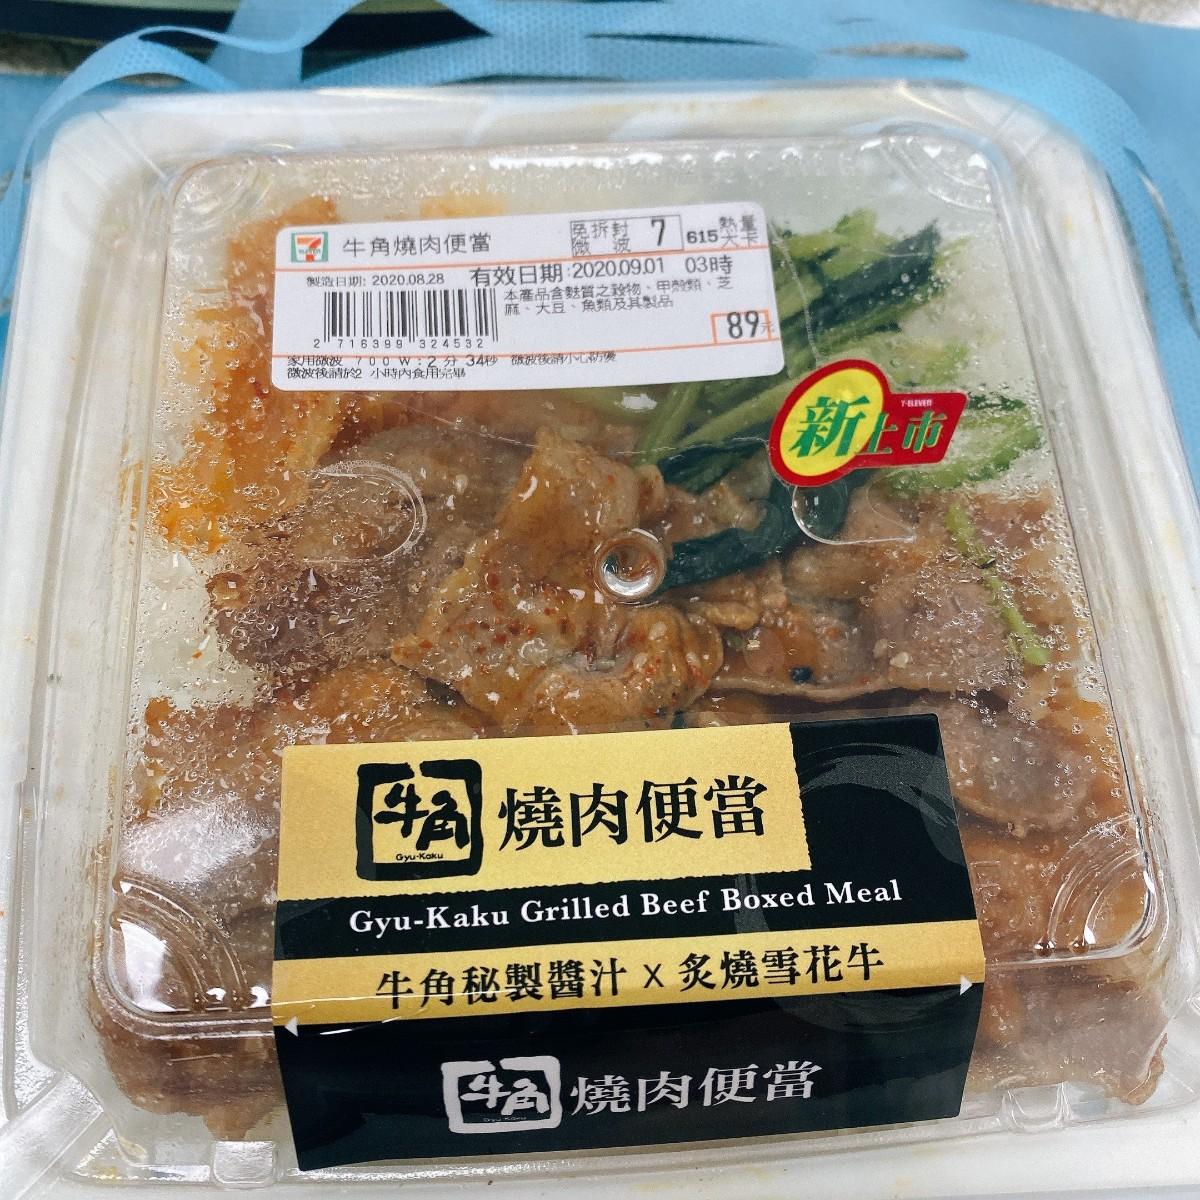 7-ELEVEN 牛角燒肉便當 免拆封微波 7 615 熱量大卡
製造日期: 2020.08.28 有效日期:2020.09.01 03時
本產品含麩質之穀物、甲殼類、芝
麻、大豆、魚類及其製品
89元
2 716399 324532
家用微波 700W:2分34秒 微波後請小心防燙
微波後請於2 小時內食用完畢
7-ELEVEN
新上市
牛角 燒肉便當
Gyu-Kaku
Gyu-Kaku Grilled Beef Boxed Meal
牛角秘製醬汁 x 炙燒雪花牛
牛角 燒肉便當
Gyu-Kaku